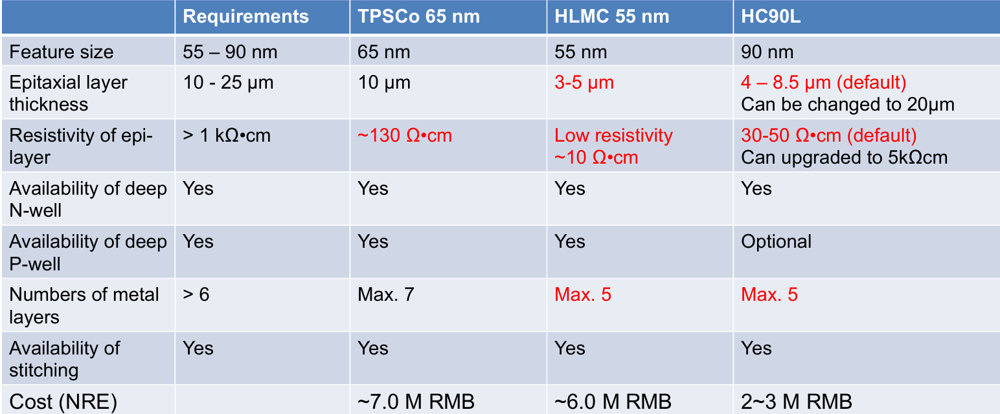 Requirements TPSCo 65 nm HLMC 55 nm HC90L
Feature size 55 – 90 nm 65 nm 55 nm 90 nm
Epitaxial layer 10 - 25 µm 10 µm 3-5 µm 4 – 8.5 µm (default)
thickness Can be changed to 20µm
Resistivity of epi- > 1 kΩ•cm ~130 Ω•cm Low resistivity 30-50 Ω•cm (default)
layer ~10 Ω•cm Can upgraded to 5kΩcm
Availability of deep Yes Yes Yes Yes
N-well
Availability of deep Yes Yes Yes Optional
P-well
Numbers of metal > 6 Max. 7 Max. 5 Max. 5
layers
Availability of Yes Yes Yes Yes
stitching
Cost (NRE) ~7.0 M RMB ~6.0 M RMB 2~3 M RMB